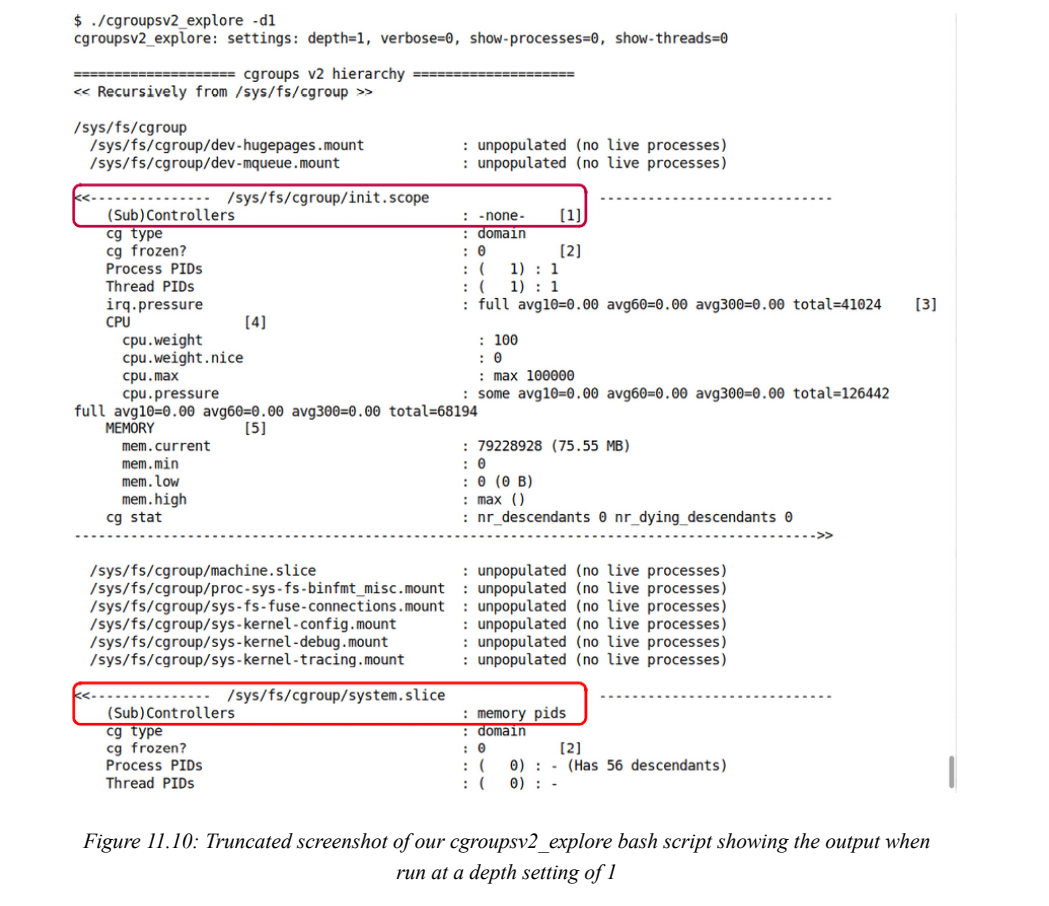 $ ./cgroupsv2_explore -d1
cgroupsv2_explore: settings: depth=1, verbose=0, show-processes=0, show-threads=0
==================== cgroups v2 hierarchy ====================
<< Recursively from /sys/fs/cgroup >>
/sys/fs/cgroup
/sys/fs/cgroup/dev-hugepages.mount : unpopulated (no live processes)
/sys/fs/cgroup/dev-mqueue.mount : unpopulated (no live processes)
<<--------------- /sys/fs/cgroup/init.scope -----------------------------
(Sub)Controllers : -none- [1]
cg type : domain
cg frozen? : 0 [2]
Process PIDs : ( 1) : 1
Thread PIDs : ( 1) : 1
irq.pressure : full avg10=0.00 avg60=0.00 avg300=0.00 total=41024 [3]
CPU [4]
cpu.weight : 100
cpu.weight.nice : 0
cpu.max : max 100000
cpu.pressure : some avg10=0.00 avg60=0.00 avg300=0.00 total=126442
full avg10=0.00 avg60=0.00 avg300=0.00 total=68194
MEMORY [5]
mem.current : 79228928 (75.55 MB)
mem.min : 0
mem.low : 0 (0 B)
mem.high : max ()
cg stat : nr_descendants 0 nr_dying_descendants 0
-------------------------------------------------------------------------------------------->>
/sys/fs/cgroup/machine.slice : unpopulated (no live processes)
/sys/fs/cgroup/proc-sys-fs-binfmt_misc.mount : unpopulated (no live processes)
/sys/fs/cgroup/sys-fs-fuse-connections.mount : unpopulated (no live processes)
/sys/fs/cgroup/sys-kernel-config.mount : unpopulated (no live processes)
/sys/fs/cgroup/sys-kernel-debug.mount : unpopulated (no live processes)
/sys/fs/cgroup/sys-kernel-tracing.mount : unpopulated (no live processes)
<<--------------- /sys/fs/cgroup/system.slice -----------------------------
(Sub)Controllers : memory pids
cg type : domain
cg frozen? : 0 [2]
Process PIDs : ( 0) : - (Has 56 descendants)
Thread PIDs : ( 0) : -
Figure 11.10: Truncated screenshot of our cgroupsv2_explore bash script showing the output when
run at a depth setting of 1